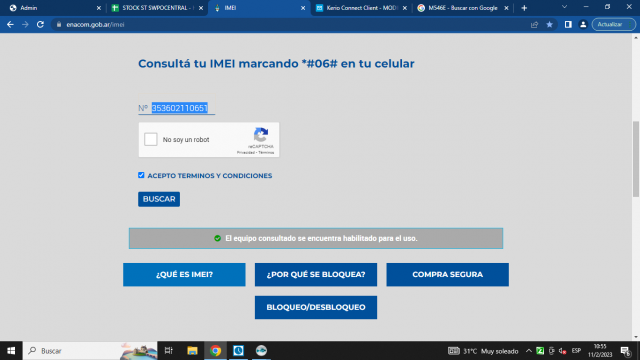 Admin
STOCK ST SWPOCENTRAL -
IMEI
Kerio Connect Client - MOD
MS46E - Buscar con Google
enacom.gob.ar/imei
Actualizar
Consultá tu IMEI marcando *#06# en tu celular
Nº 353602110651
No soy un robot
reCAPTCHA
Privacidad - Términos
ACEPTO TERMINOS Y CONDICIONES
BUSCAR
El equipo consultado se encuentra habilitado para el uso.
¿QUÉ ES IMEI?
¿POR QUÉ SE BLOQUEA?
COMPRA SEGURA
BLOQUEO/DESBLOQUEO
Buscar
31°C Muy soleado
ESP
10:55
11/2/2023